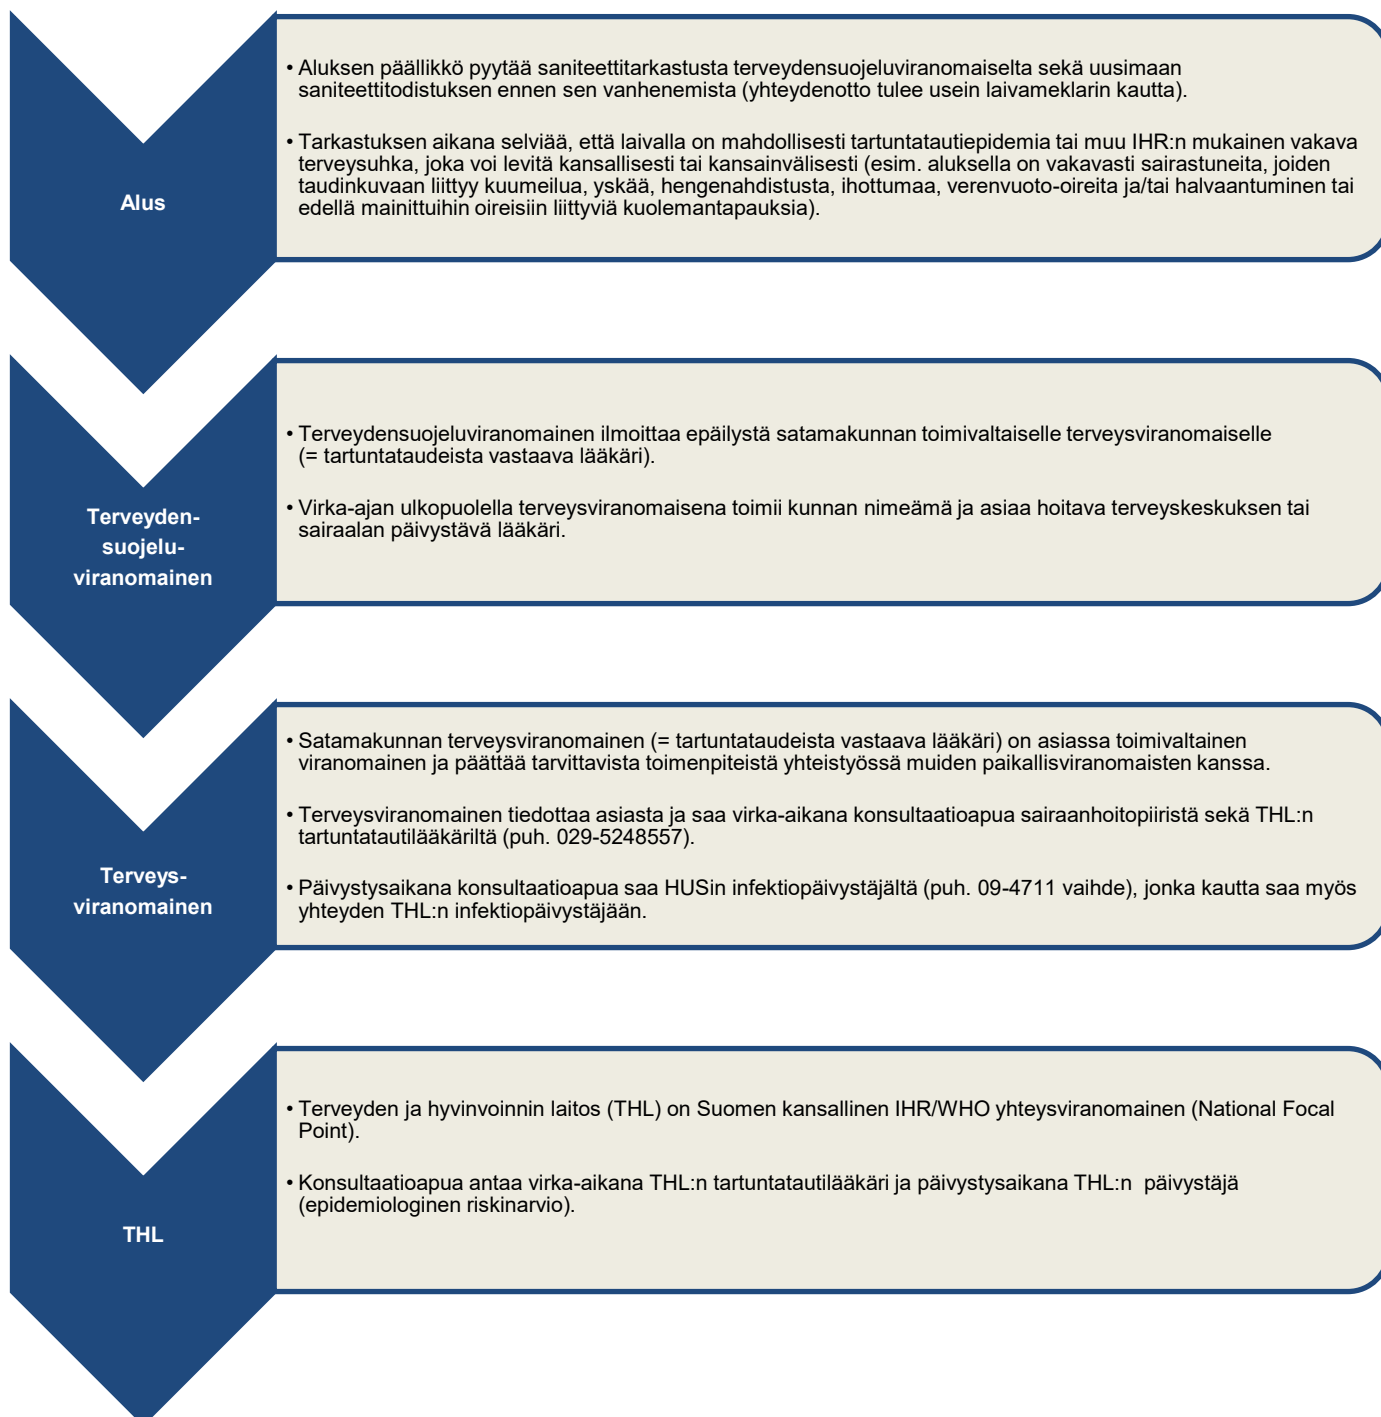 Alus
• Aluksen päällikkö pyytää saniteettitarkastusta terveydensuojeluviranomaiselta sekä uusimaan
saniteettitodistuksen ennen sen vanhenemista (yhteydenotto tulee usein laivameklarin kautta).
• Tarkastuksen aikana selviää, että laivalla on mahdollisesti tartuntatautiepidemia tai muu IHR:n mukainen vakava
terveysuhka, joka voi levitä kansallisesti tai kansainvälisesti (esim. aluksella on vakavasti sairastuneita, joiden
taudinkuvaan liittyy kuumeilua, yskää, hengenahdistusta, ihottumaa, verenvuoto-oireita ja/tai halvaantuminen tai
edellä mainittuihin oireisiin liittyviä kuolemantapauksia).
Terveyden-
suojelu-
viranomainen
• Terveydensuojeluviranomainen ilmoittaa epäilystä satamakunnan toimivaltaiselle terveysviranomaiselle
(= tartuntataudeista vastaava lääkäri).
• Virka-ajan ulkopuolella terveysviranomaisena toimii kunnan nimeämä ja asiaa hoitava terveyskeskuksen tai
sairaalan päivystävä lääkäri.
Terveys-
viranomainen
• Satamakunnan terveysviranomainen (= tartuntataudeista vastaava lääkäri) on asiassa toimivaltainen
viranomainen ja päättää tarvittavista toimenpiteistä yhteistyössä muiden paikallisviranomaisten kanssa.
• Terveysviranomainen tiedottaa asiasta ja saa virka-aikana konsultaatioapua sairaanhoitopiiristä sekä THL:n
tartuntatautilääkäriltä (puh. 029-5248557).
• Päivystysaikana konsultaatioapua saa HUSin infektiopäivystäjältä (puh. 09-4711 vaihde), jonka kautta saa myös
yhteyden THL:n infektiopäivystäjään.
THL
• Terveyden ja hyvinvoinnin laitos (THL) on Suomen kansallinen IHR/WHO yhteysviranomainen (National Focal
Point).
• Konsultaatioapua antaa virka-aikana THL:n tartuntatautilääkäri ja päivystysaikana THL:n päivystäjä
(epidemiologinen riskinarvio).